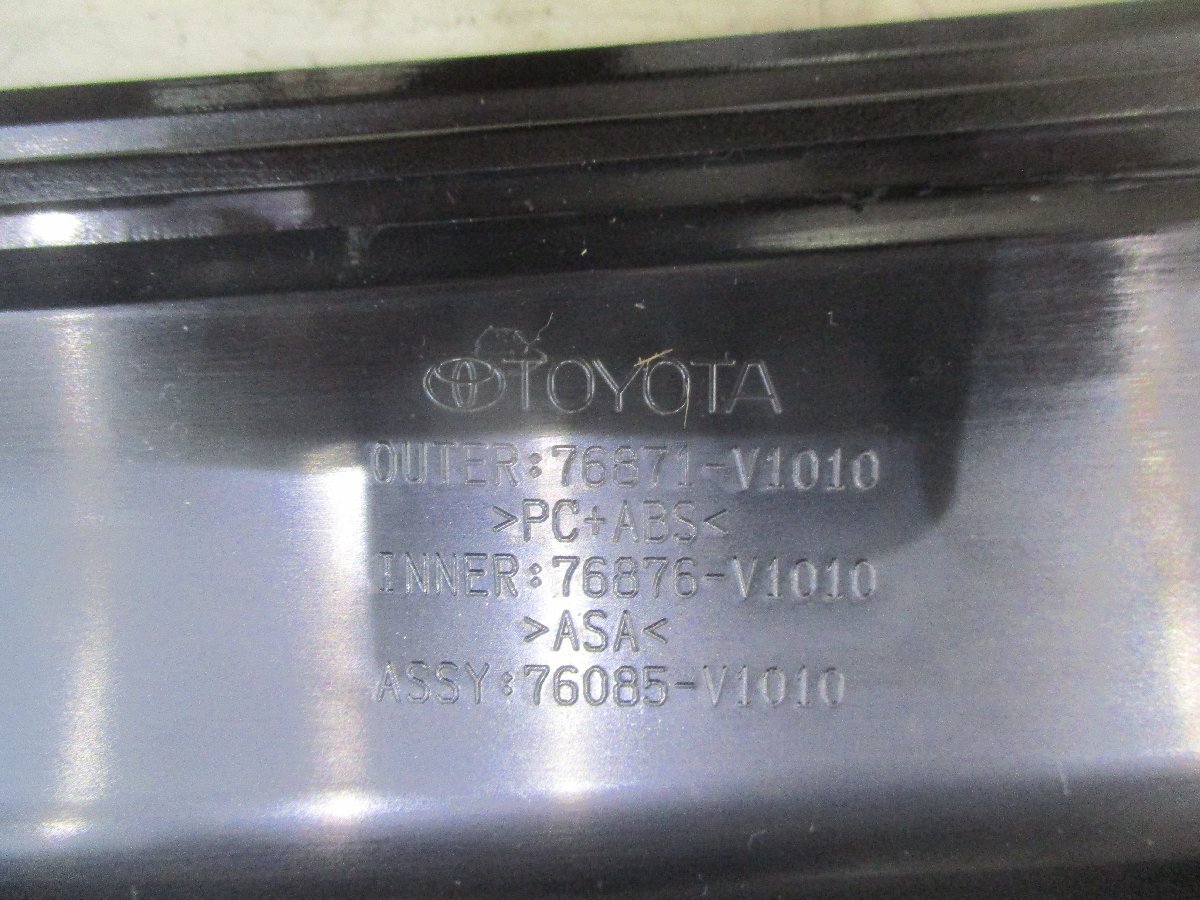 TOYOTA
OUTER:76871-V1010
>PC+ABS<
INNER:76876-V1010
>ASA<
ASSY:76085-V1010